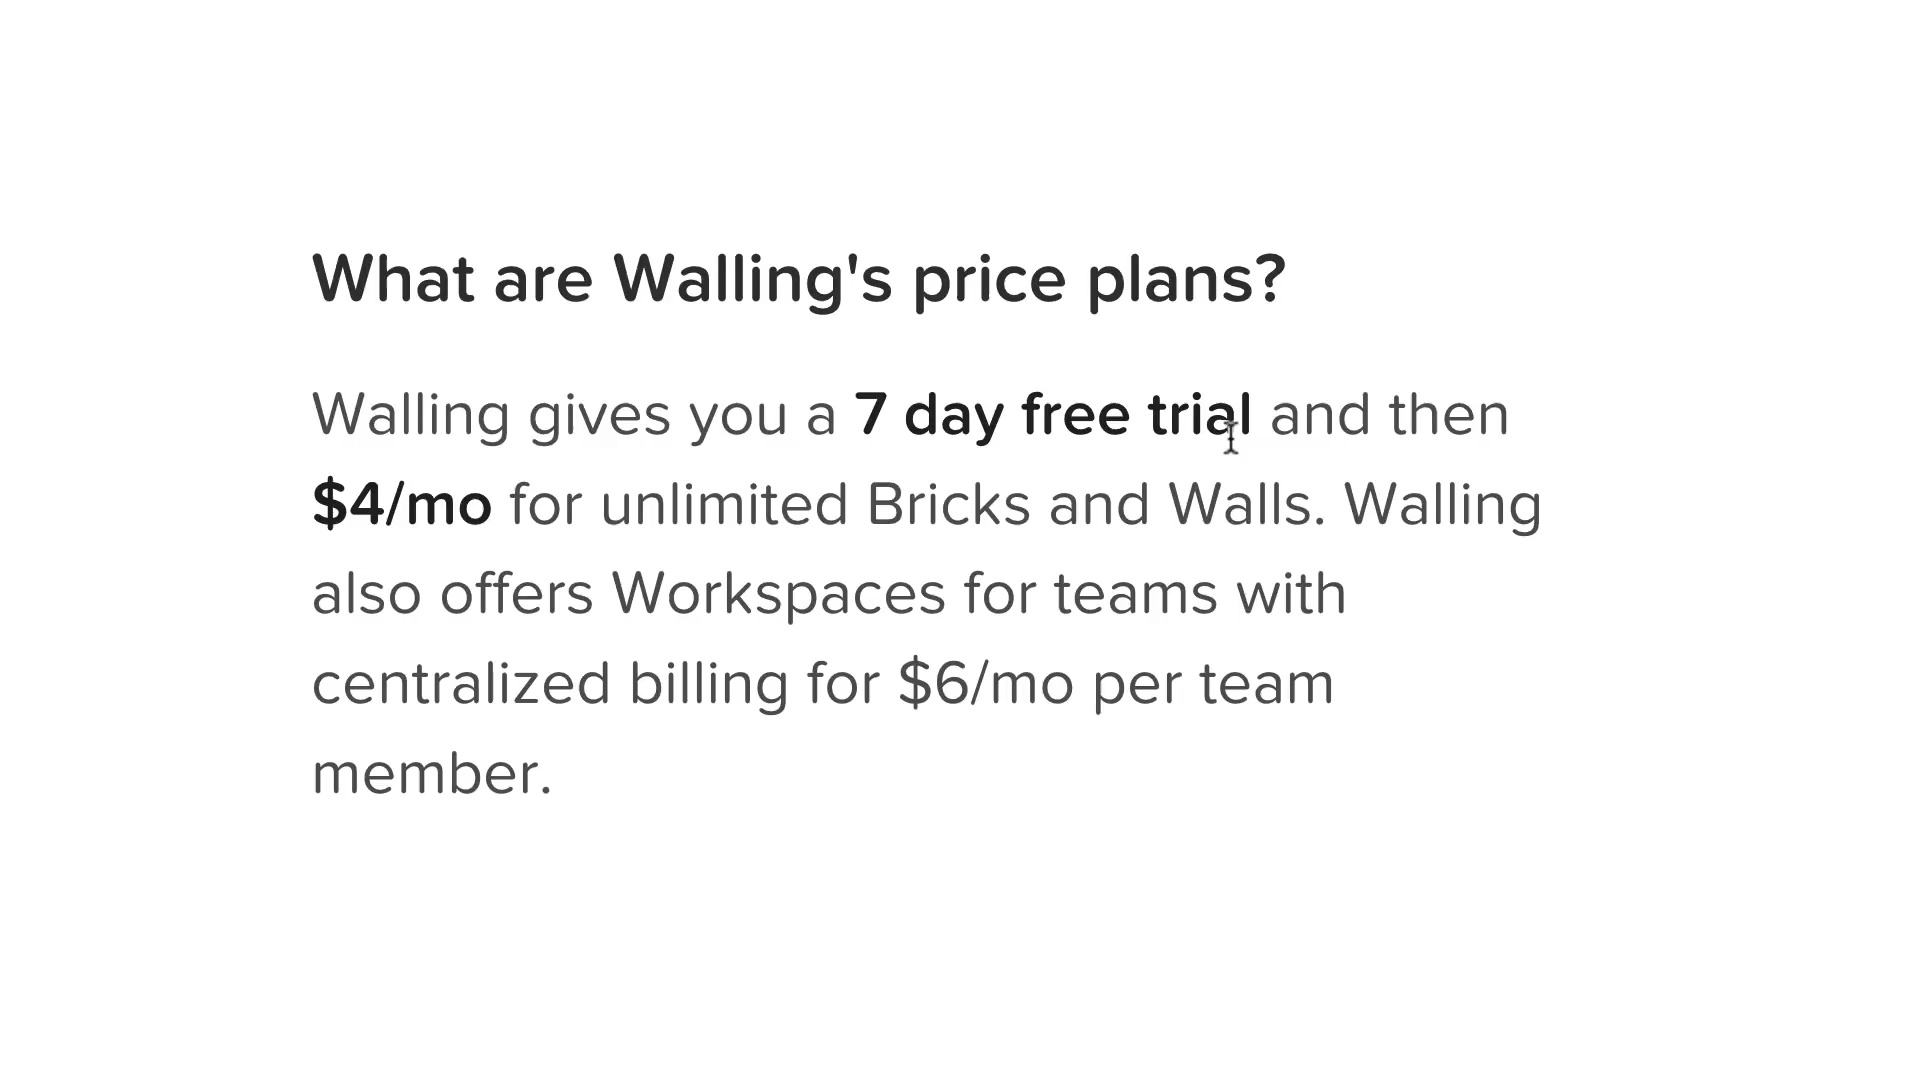 What are Walling's price plans?
Walling gives you a 7 day free trial and then
$4/mo for unlimited Bricks and Walls. Walling
also offers Workspaces for teams with
centralized billing for $6/mo per team
member.